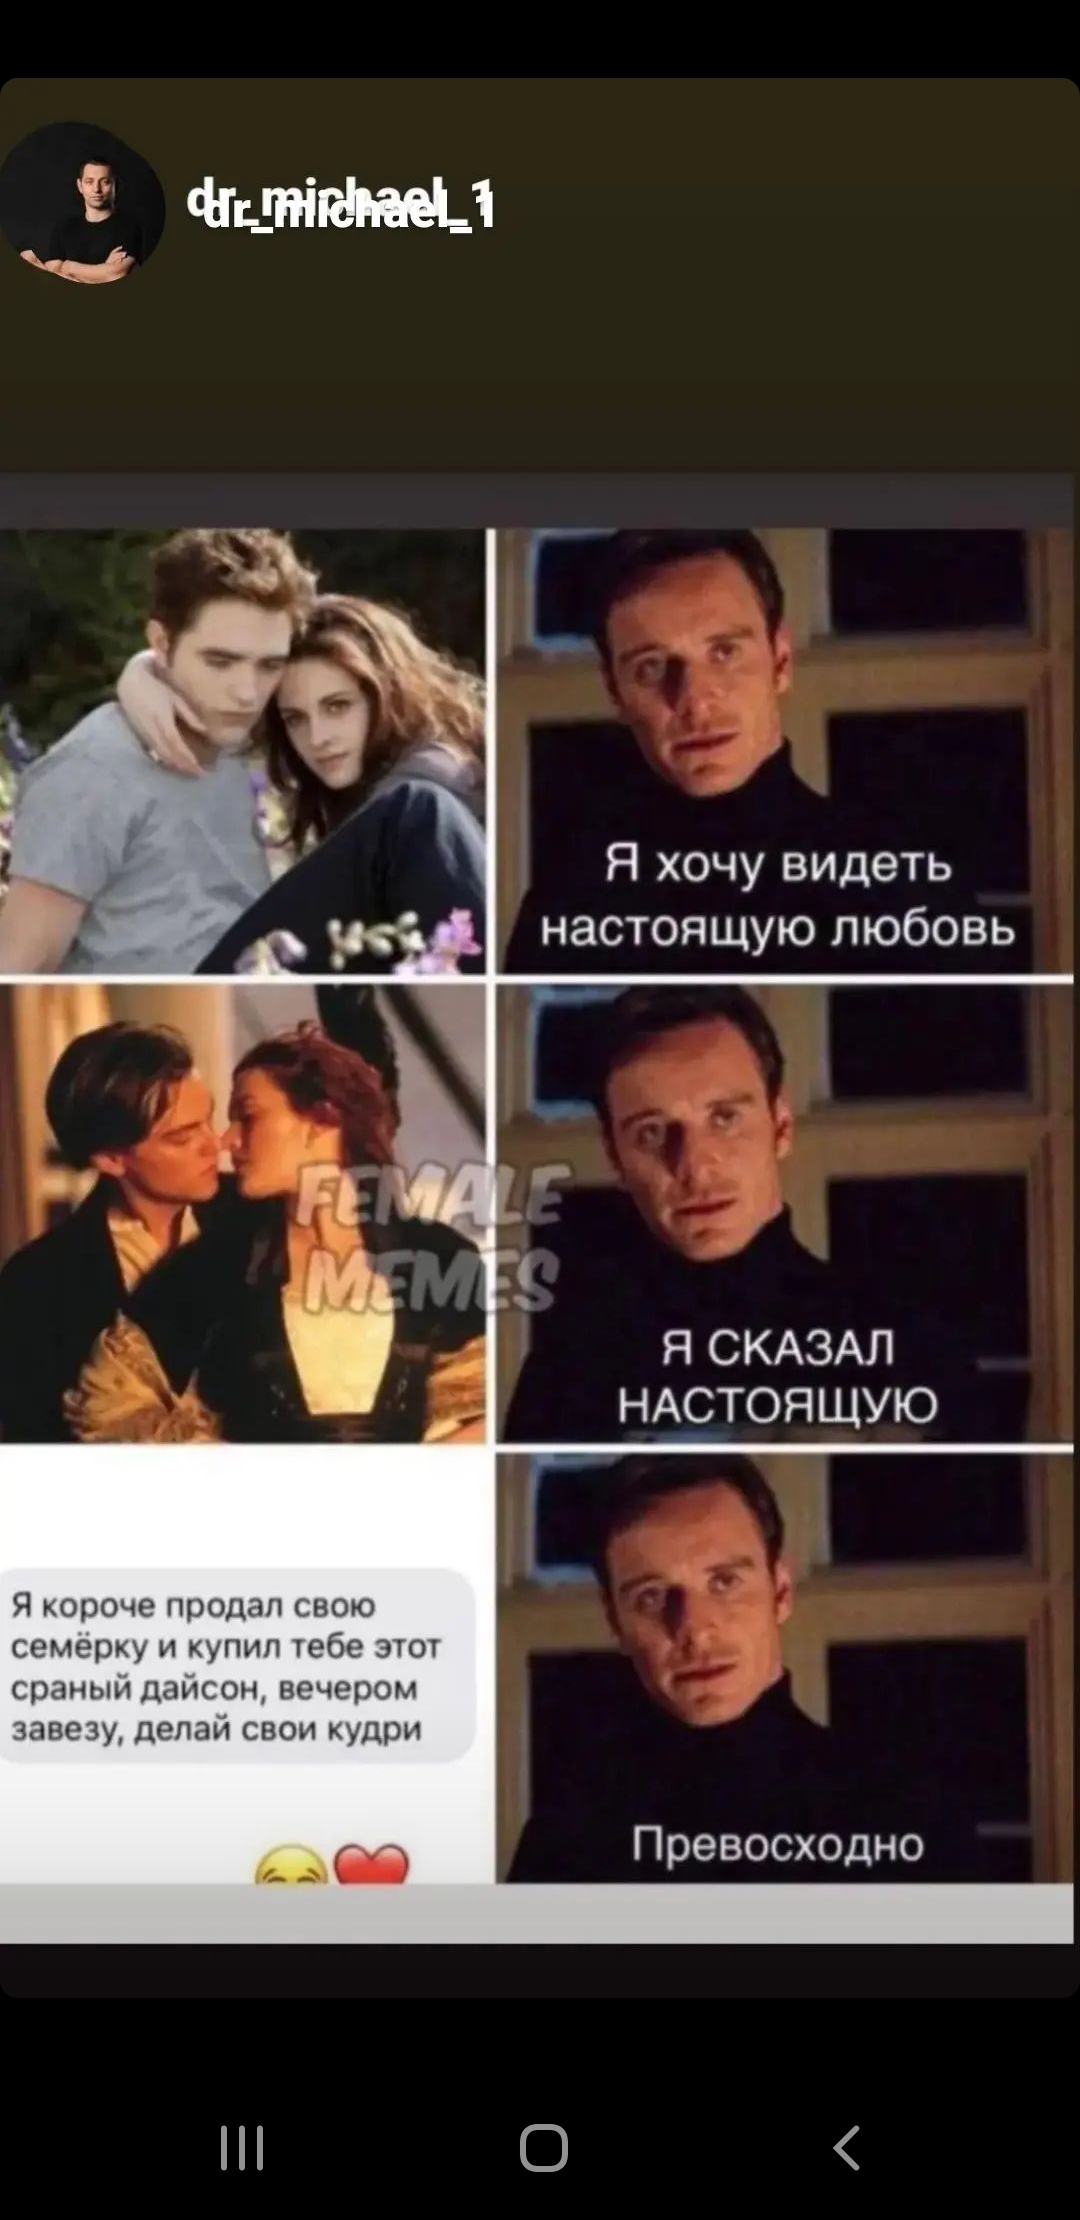 dr_michael_1
dr_michael_1
Я хочу видеть
настоящую любовь
FEMALE
MEMES
Я СКАЗАЛ
НАСТОЯЩУЮ
Я короче продал свою
семёрку и купил тебе этот
сраный дайсон, вечером
завезу, делай свои кудри
Превосходно